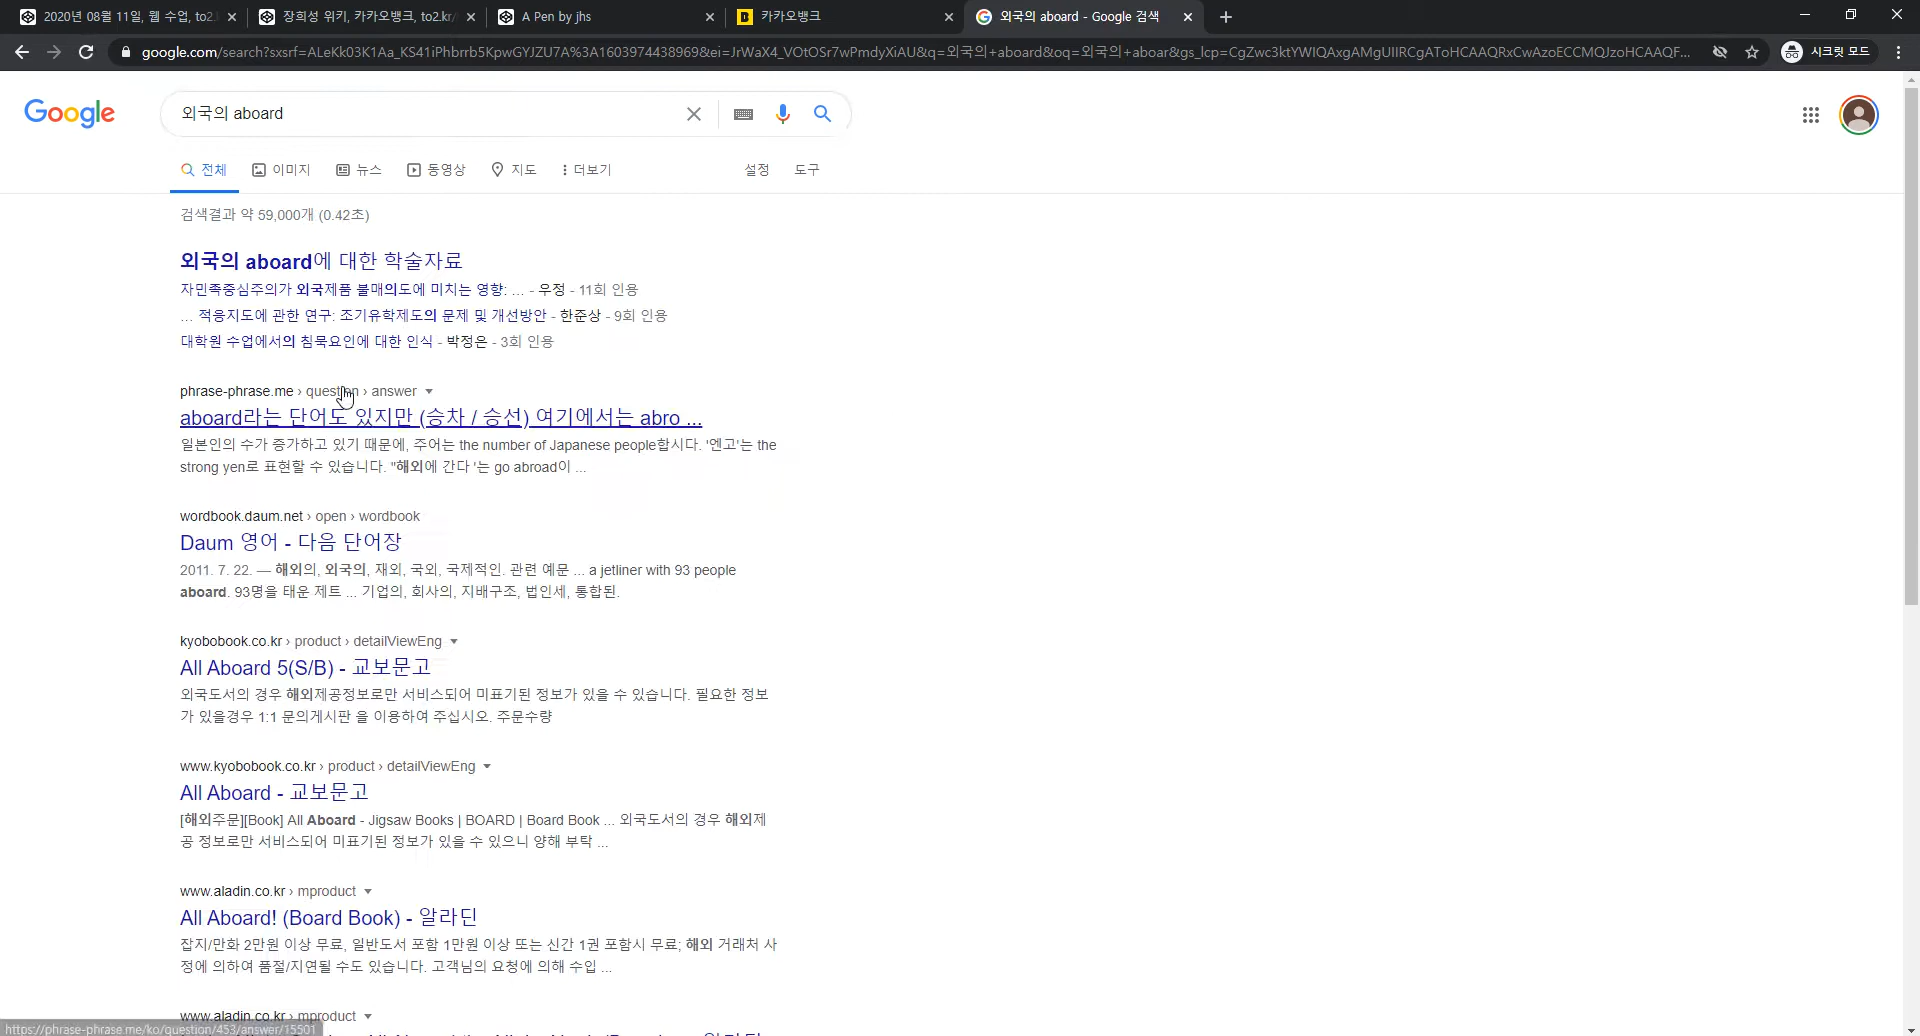 2020년 08월 11일, 웹 수업, to2.
장희성 위키, 카카오뱅크, to2.kr/
A Pen by jhs
카카오뱅크
외국의 aboard - Google 검색
google.com/search?sxsrf=ALeKk03K1Aa_KS41iPhbrrb5KpwGYJZU7A%3A1603974438969&ei=JrWaX4_VOtOSr7wPmdyXiAU&q=외국의+aboard&oq=외국의+aboar&gs_lcp=CgZwc3ktYWIQAxgAMgUIIRCgAToHCAAQRxCwAzoECCMQJzoHCAAQF...
시크릿 모드
Google
외국의 aboard
전체 이미지 뉴스 동영상 지도 더보기 설정 도구
검색결과 약 59,000개 (0.42초)
외국의 aboard에 대한 학술자료
자민족중심주의가 외국제품 불매의도에 미치는 영향: … - 우정 - 11회 인용
… 적응지도에 관한 연구: 조기유학제도의 문제 및 개선방안 - 한준상 - 9회 인용
대학원 수업에서의 침묵요인에 대한 인식 - 박정은 - 3회 인용
phrase-phrase.me › question › answer
aboard라는 단어도 있지만 (승차 / 승선) 여기에서는 abro ...
일본인의 수가 증가하고 있기 때문에, 주어는 the number of Japanese people합시다. '엔고'는 the
strong yen로 표현할 수 있습니다. "해외에 간다 '는 go abroad이 ...
wordbook.daum.net › open › wordbook
Daum 영어 - 다음 단어장
2011. 7. 22. — 해외의, 외국의, 재외, 국외, 국제적인. 관련 예문 ... a jetliner with 93 people
aboard. 93명을 태운 제트 ... 기업의, 회사의, 지배구조, 법인세, 통합된.
kyobobook.co.kr › product › detailViewEng
All Aboard 5(S/B) - 교보문고
외국도서의 경우 해외제공정보로만 서비스되어 미표기된 정보가 있을 수 있습니다. 필요한 정보
가 있을경우 1:1 문의게시판 을 이용하여 주십시오. 주문수량
www.kyobobook.co.kr › product › detailViewEng
All Aboard - 교보문고
[해외주문][Book] All Aboard - Jigsaw Books | BOARD | Board Book ... 외국도서의 경우 해외제
공 정보로만 서비스되어 미표기된 정보가 있을 수 있으니 양해 부탁 ...
www.aladin.co.kr › mproduct
All Aboard! (Board Book) - 알라딘
잡지/만화 2만원 이상 무료, 일반도서 포함 1만원 이상 또는 신간 1권 포함시 무료; 해외 거래처 사
정에 의하여 품절/지연될 수도 있습니다. 고객님의 요청에 의해 수입 ...
www.aladin.co.kr › mproduct
https://phrase-phrase.me/ko/question/453/answer/15501